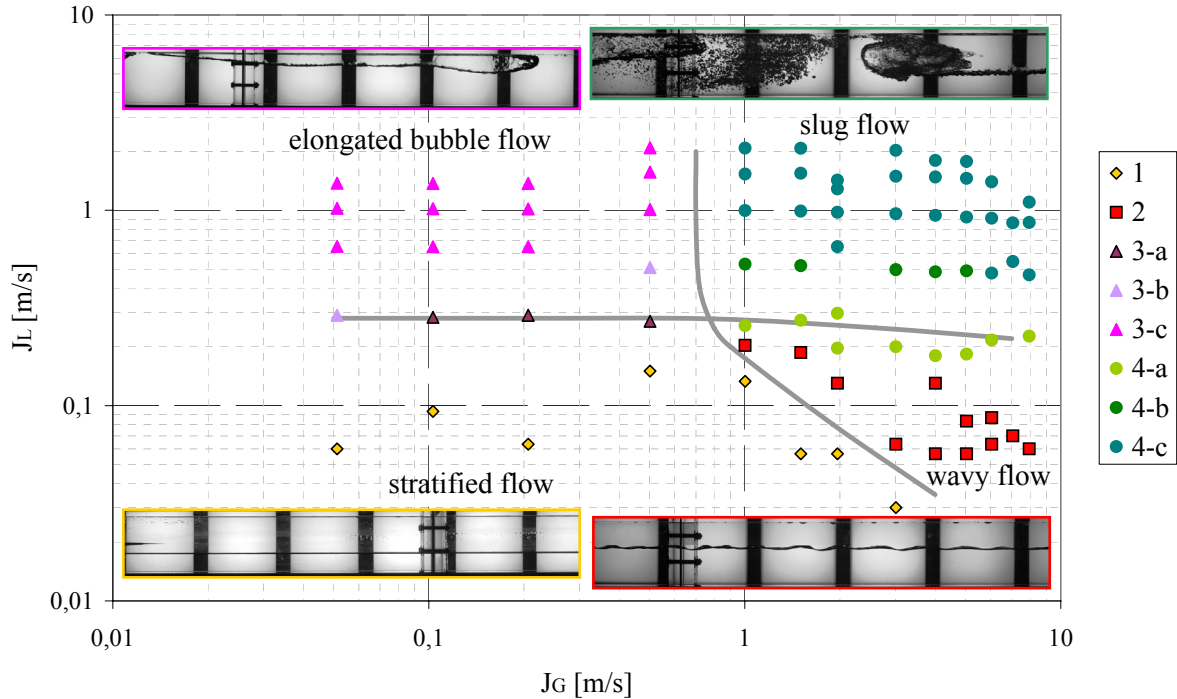 10
1
0,1
0,01
JL [m/s]
elongated bubble flow
slug flow
stratified flow
wavy flow
0,01
0,1
1
10
JG [m/s]
1
2
3-a
3-b
3-c
4-a
4-b
4-c